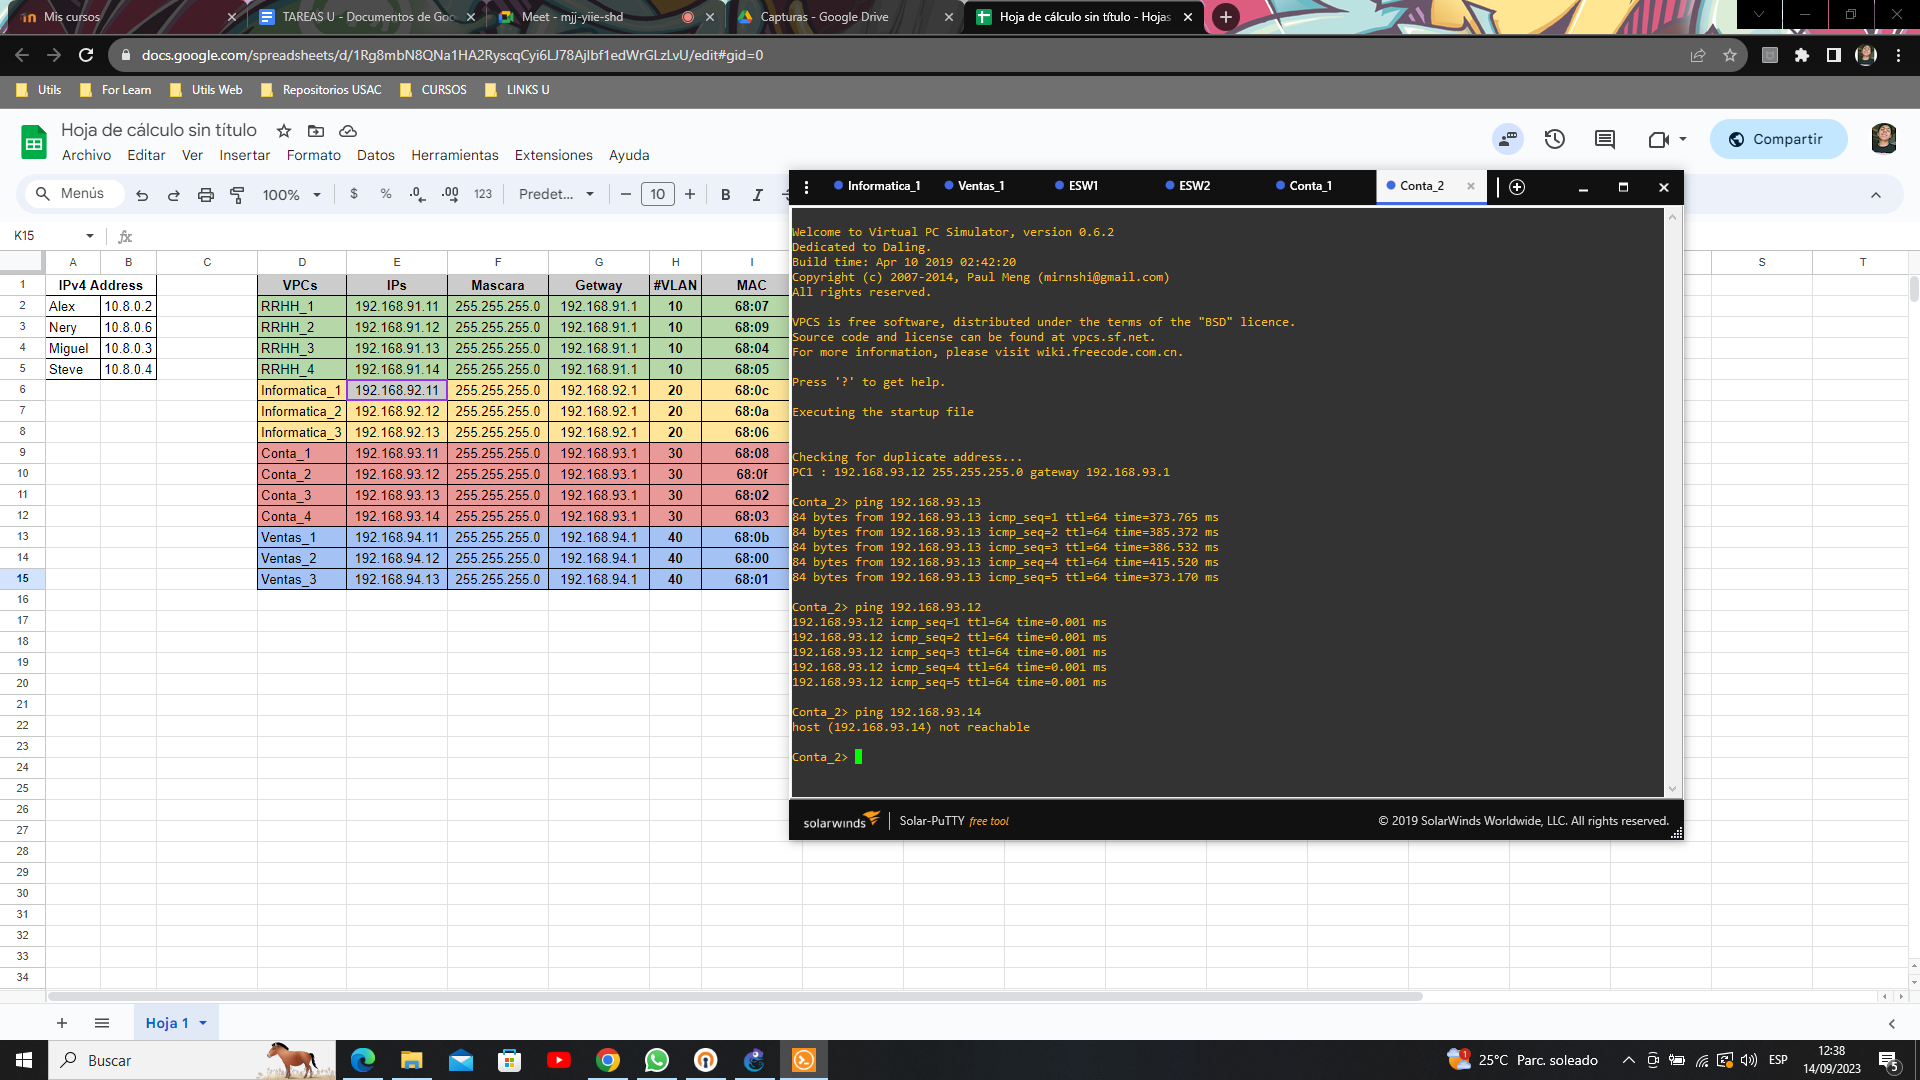 Mis cursos
TAREAS U - Documentos de Goo
Meet - mjj-yiie-shd
Capturas - Google Drive
Hoja de cálculo sin título - Hojas
docs.google.com/spreadsheets/d/1Rg8mbN8QNa1HA2RyscqCyi6LJ78Ajlbf1edWrGLzLvU/edit#gid=0
Utils
For Learn
Utils Web
Repositorios USAC
CURSOS
LINKS U
Hoja de cálculo sin título
Archivo Editar Ver Insertar Formato Datos Herramientas Extensiones Ayuda
Compartir
Menús
100%
$ % .0 .00 123
Predet...
10
B I
K15
fx
A B C D E F G H I S T
1 IPv4 Address VPCs IPs Mascara Getway #VLAN MAC
2 Alex 10.8.0.2 RRHH_1 192.168.91.11 255.255.255.0 192.168.91.1 10 68:07
3 Nery 10.8.0.6 RRHH_2 192.168.91.12 255.255.255.0 192.168.91.1 10 68:09
4 Miguel 10.8.0.3 RRHH_3 192.168.91.13 255.255.255.0 192.168.91.1 10 68:04
5 Steve 10.8.0.4 RRHH_4 192.168.91.14 255.255.255.0 192.168.91.1 10 68:05
6 Informatica_1 192.168.92.11 255.255.255.0 192.168.92.1 20 68:0c
7 Informatica_2 192.168.92.12 255.255.255.0 192.168.92.1 20 68:0a
8 Informatica_3 192.168.92.13 255.255.255.0 192.168.92.1 20 68:06
9 Conta_1 192.168.93.11 255.255.255.0 192.168.93.1 30 68:08
10 Conta_2 192.168.93.12 255.255.255.0 192.168.93.1 30 68:0f
11 Conta_3 192.168.93.13 255.255.255.0 192.168.93.1 30 68:02
12 Conta_4 192.168.93.14 255.255.255.0 192.168.93.1 30 68:03
13 Ventas_1 192.168.94.11 255.255.255.0 192.168.94.1 40 68:0b
14 Ventas_2 192.168.94.12 255.255.255.0 192.168.94.1 40 68:00
15 Ventas_3 192.168.94.13 255.255.255.0 192.168.94.1 40 68:01
16
17
18
19
20
21
22
23
24
25
26
27
28
29
30
31
32
33
34
Informatica_1
Ventas_1
ESW1
ESW2
Conta_1
Conta_2
Welcome to Virtual PC Simulator, version 0.6.2
Dedicated to Daling.
Build time: Apr 10 2019 02:42:20
Copyright (c) 2007-2014, Paul Meng (mirnshi@gmail.com)
All rights reserved.
VPCS is free software, distributed under the terms of the "BSD" licence.
Source code and license can be found at vpcs.sf.net.
For more information, please visit wiki.freecode.com.cn.
Press '?' to get help.
Executing the startup file
Checking for duplicate address...
PC1 : 192.168.93.12 255.255.255.0 gateway 192.168.93.1
Conta_2> ping 192.168.93.13
84 bytes from 192.168.93.13 icmp_seq=1 ttl=64 time=373.765 ms
84 bytes from 192.168.93.13 icmp_seq=2 ttl=64 time=385.372 ms
84 bytes from 192.168.93.13 icmp_seq=3 ttl=64 time=386.532 ms
84 bytes from 192.168.93.13 icmp_seq=4 ttl=64 time=415.520 ms
84 bytes from 192.168.93.13 icmp_seq=5 ttl=64 time=373.170 ms
Conta_2> ping 192.168.93.12
192.168.93.12 icmp_seq=1 ttl=64 time=0.001 ms
192.168.93.12 icmp_seq=2 ttl=64 time=0.001 ms
192.168.93.12 icmp_seq=3 ttl=64 time=0.001 ms
192.168.93.12 icmp_seq=4 ttl=64 time=0.001 ms
192.168.93.12 icmp_seq=5 ttl=64 time=0.001 ms
Conta_2> ping 192.168.93.14
host (192.168.93.14) not reachable
Conta_2>
solarwinds
Solar-PuTTY free tool
© 2019 SolarWinds Worldwide, LLC. All rights reserved.
Hoja 1
Buscar
25°C Parc. soleado
ESP
12:38
14/09/2023
5